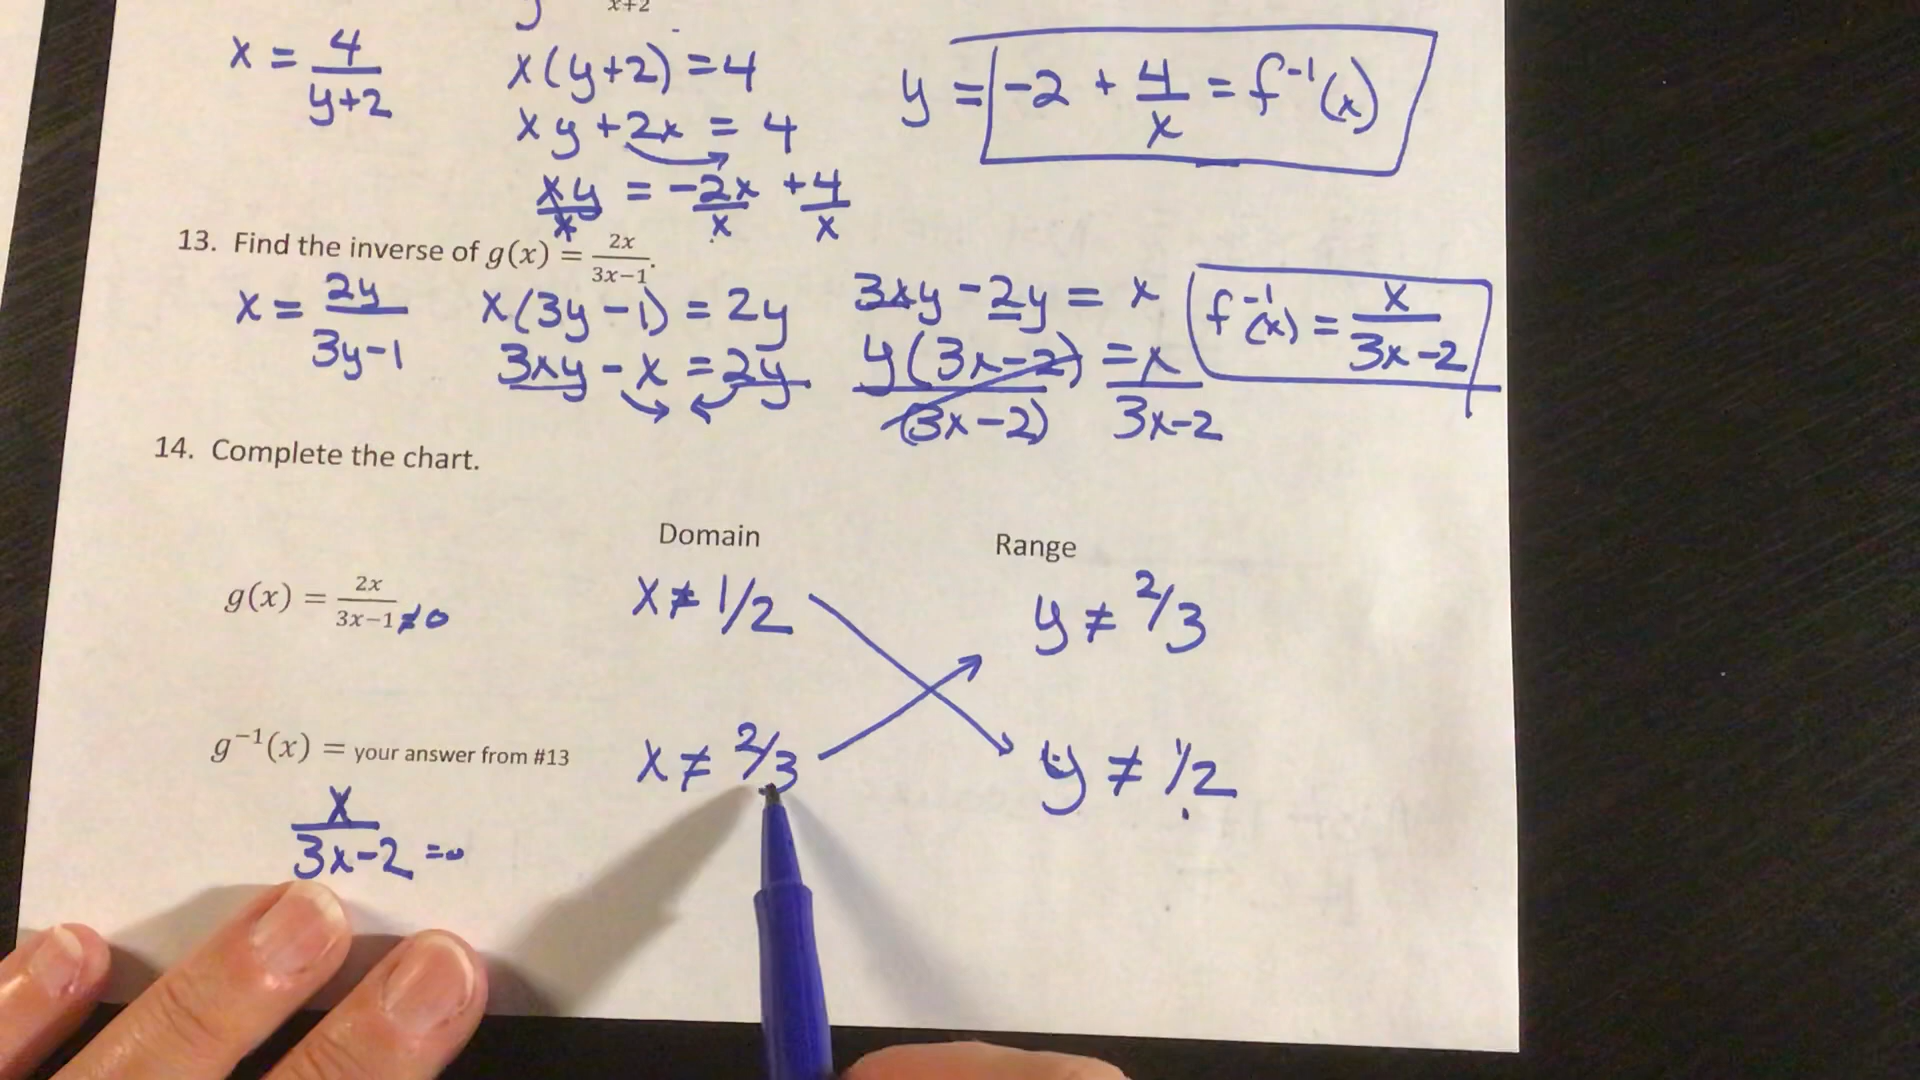 x+2
x = 4/(y+2)
x(y+2) = 4
xy + 2x = 4
xy/x = -2x/x + 4/x
y = -2 + 4/x = f⁻¹(x)
13. Find the inverse of g(x) = 2x/(3x−1).
x = 2y/(3y-1)
x(3y-1) = 2y
3xy - x = 2y
3xy - 2y = x
y(3x-2)/(3x-2) = x/(3x-2)
f⁻¹(x) = x/(3x-2)
14. Complete the chart.
Domain Range
g(x) = 2x/(3x−1) ≠0 x ≠ 1/2 y ≠ 2/3
g⁻¹(x) = your answer from #13 x ≠ 2/3 y ≠ 1/2
x/(3x-2) =0